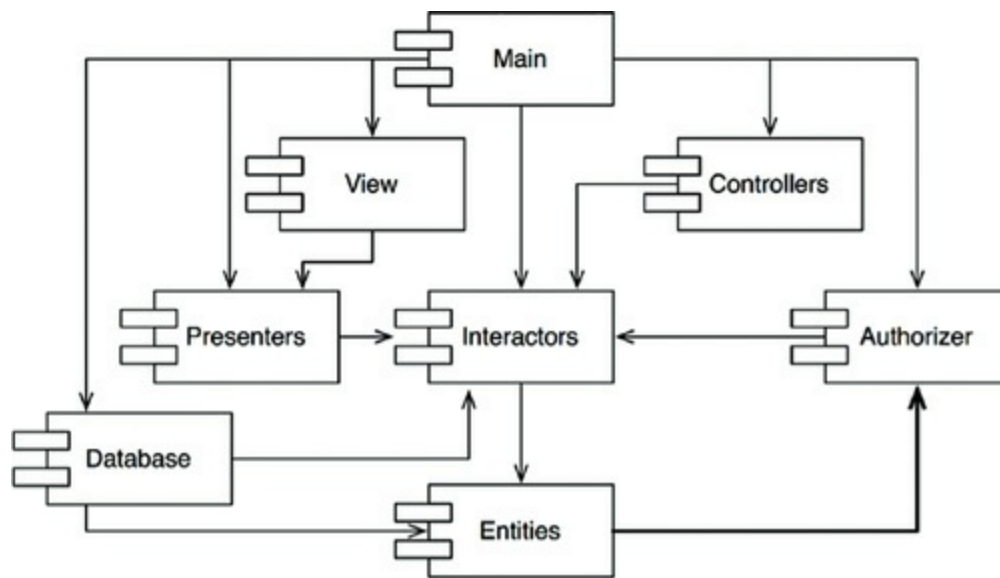 Main
View
Controllers
Presenters
Interactors
Authorizer
Database
Entities